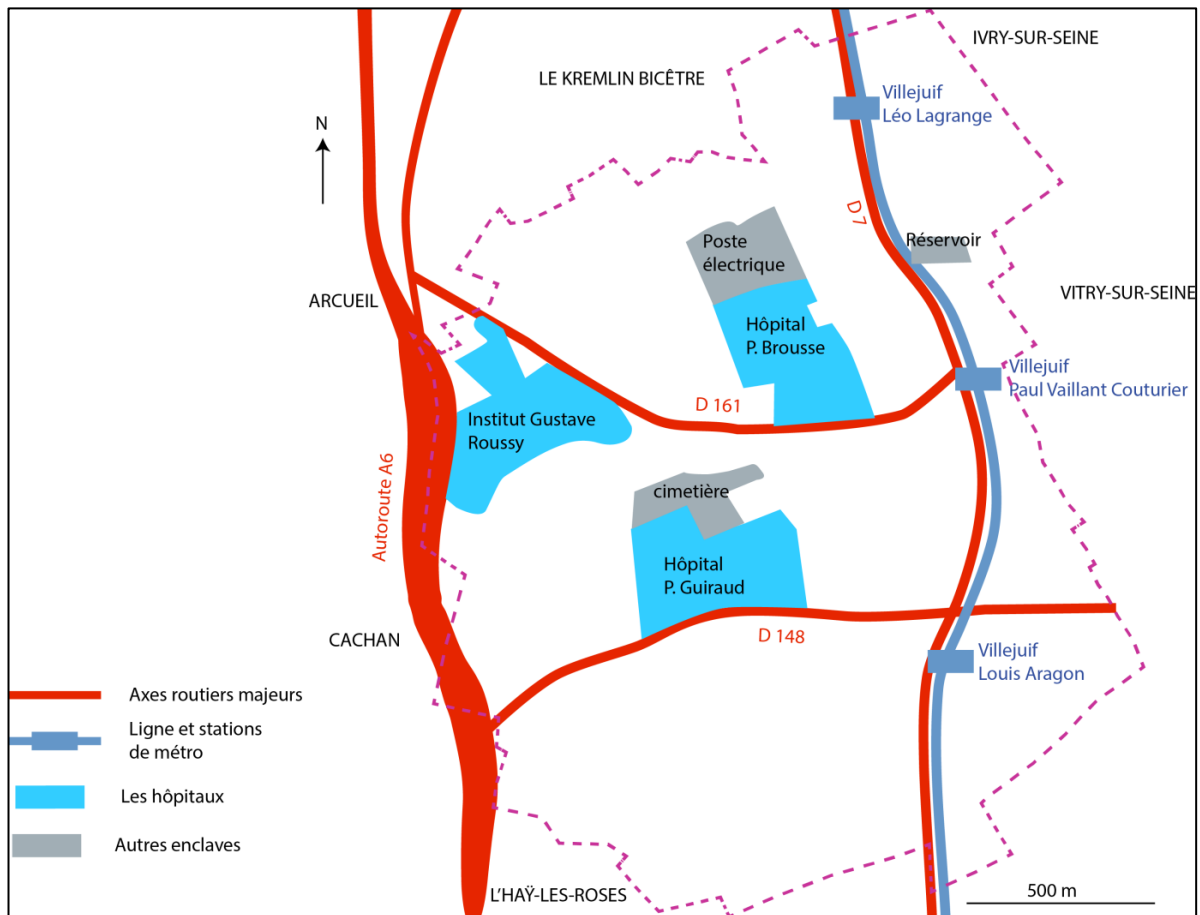 IVRY-SUR-SEINE
LE KREMLIN BICÊTRE
Villejuif
Léo Lagrange
N
D 7
Poste
électrique
Réservoir
ARCUEIL
VITRY-SUR-SEINE
Hôpital
P. Brousse
Villejuif
Paul Vaillant Couturier
D 161
Institut Gustave
Roussy
Autoroute A6
cimetière
Hôpital
P. Guiraud
CACHAN
D 148
Villejuif
Louis Aragon
Axes routiers majeurs
Ligne et stations
de métro
Les hôpitaux
Autres enclaves
L'HAŸ-LES-ROSES
500 m